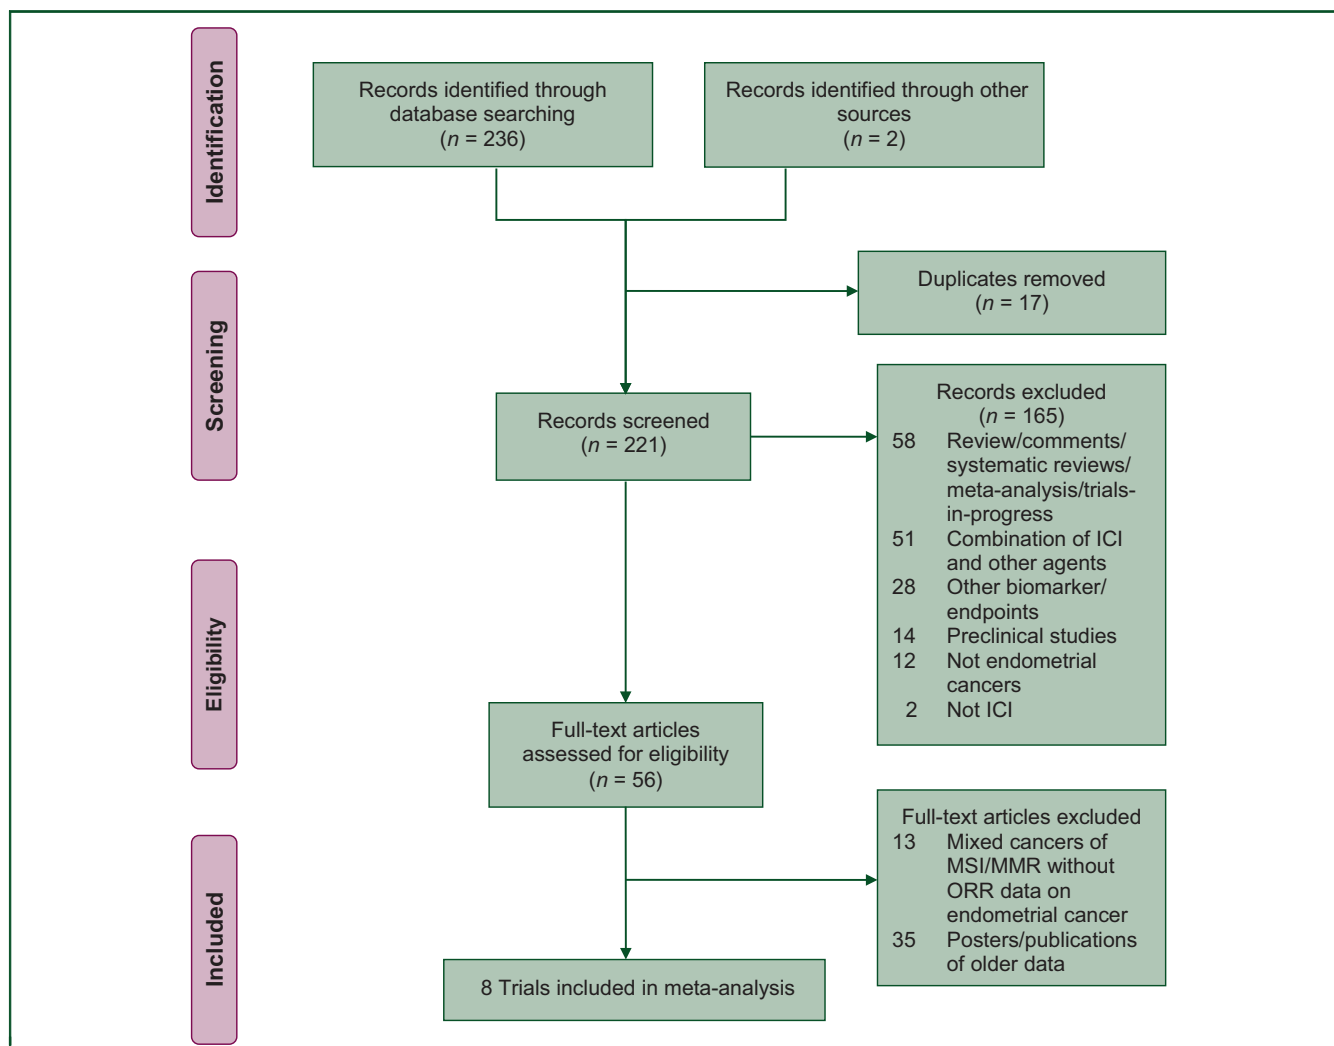 Identification
Records identified through
database searching
(n = 236)
Records identified through other
sources
(n = 2)
Screening
Duplicates removed
(n = 17)
Records screened
(n = 221)
Records excluded
(n = 165)
58 Review/comments/
systematic reviews/
meta-analysis/trials-
in-progress
51 Combination of ICI
and other agents
28 Other biomarker/
endpoints
14 Preclinical studies
12 Not endometrial
cancers
2 Not ICI
Eligibility
Full-text articles
assessed for eligibility
(n = 56)
Full-text articles excluded
13 Mixed cancers of
MSI/MMR without
ORR data on
endometrial cancer
35 Posters/publications
of older data
Included
8 Trials included in meta-analysis